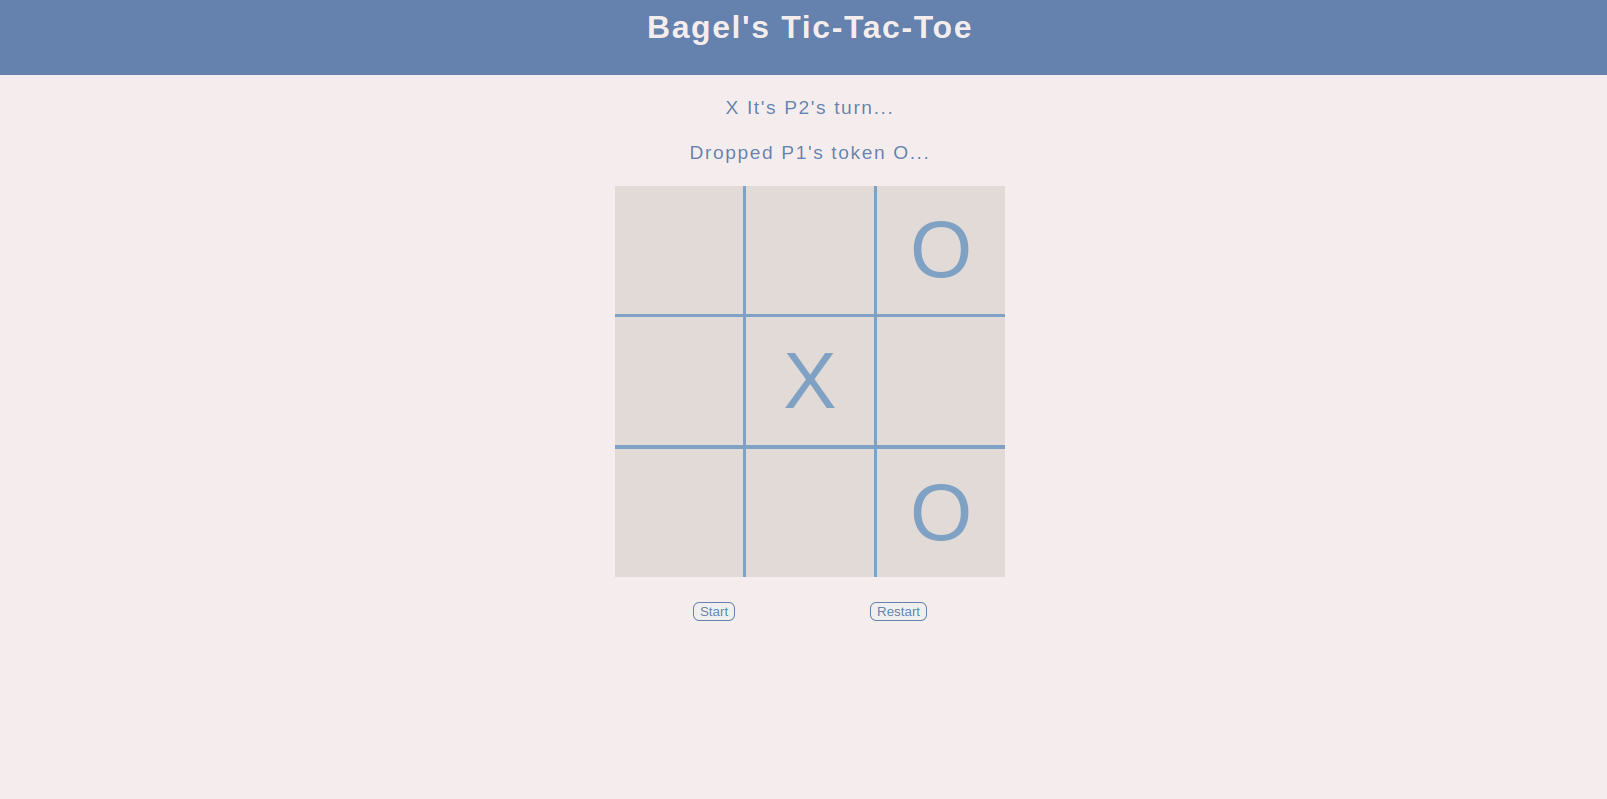 Bagel's Tic-Tac-Toe
X It's P2's turn...
Dropped P1's token O...
O
X
O
Start Restart